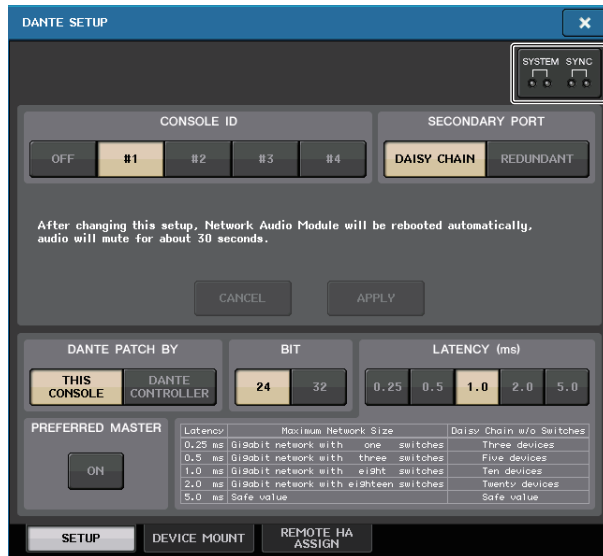 DANTE SETUP
SYSTEM SYNC
CONSOLE ID
SECONDARY PORT
OFF #1 #2 #3 #4
DAISY CHAIN REDUNDANT
After changing this setup, Network Audio Module will be rebooted automatically,
audio will mute for about 30 seconds.
CANCEL APPLY
DANTE PATCH BY
BIT
LATENCY (ms)
THIS CONSOLE
DANTE CONTROLLER
24 32
0.25 0.5 1.0 2.0 5.0
PREFERRED MASTER
ON
Latency Maximum Network Size Daisy Chain w/o Switches
0.25 ms Gigabit network with one switches Three devices
0.5 ms Gigabit network with three switches Five devices
1.0 ms Gigabit network with eight switches Ten devices
2.0 ms Gigabit network with eighteen switches Twenty devices
5.0 ms Safe value Safe value
SETUP
DEVICE MOUNT
REMOTE HA ASSIGN